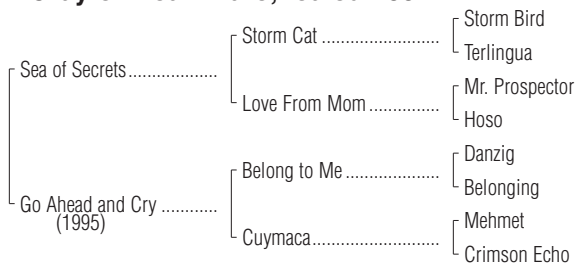 Storm Bird
Storm Cat ........................
Terlingua
Sea of Secrets..................
Mr. Prospector
Love From Mom ..............
Hoso
Danzig
Belong to Me ...................
Belonging
Go Ahead and Cry ...........
(1995)
Mehmet
Cuymaca..........................
Crimson Echo